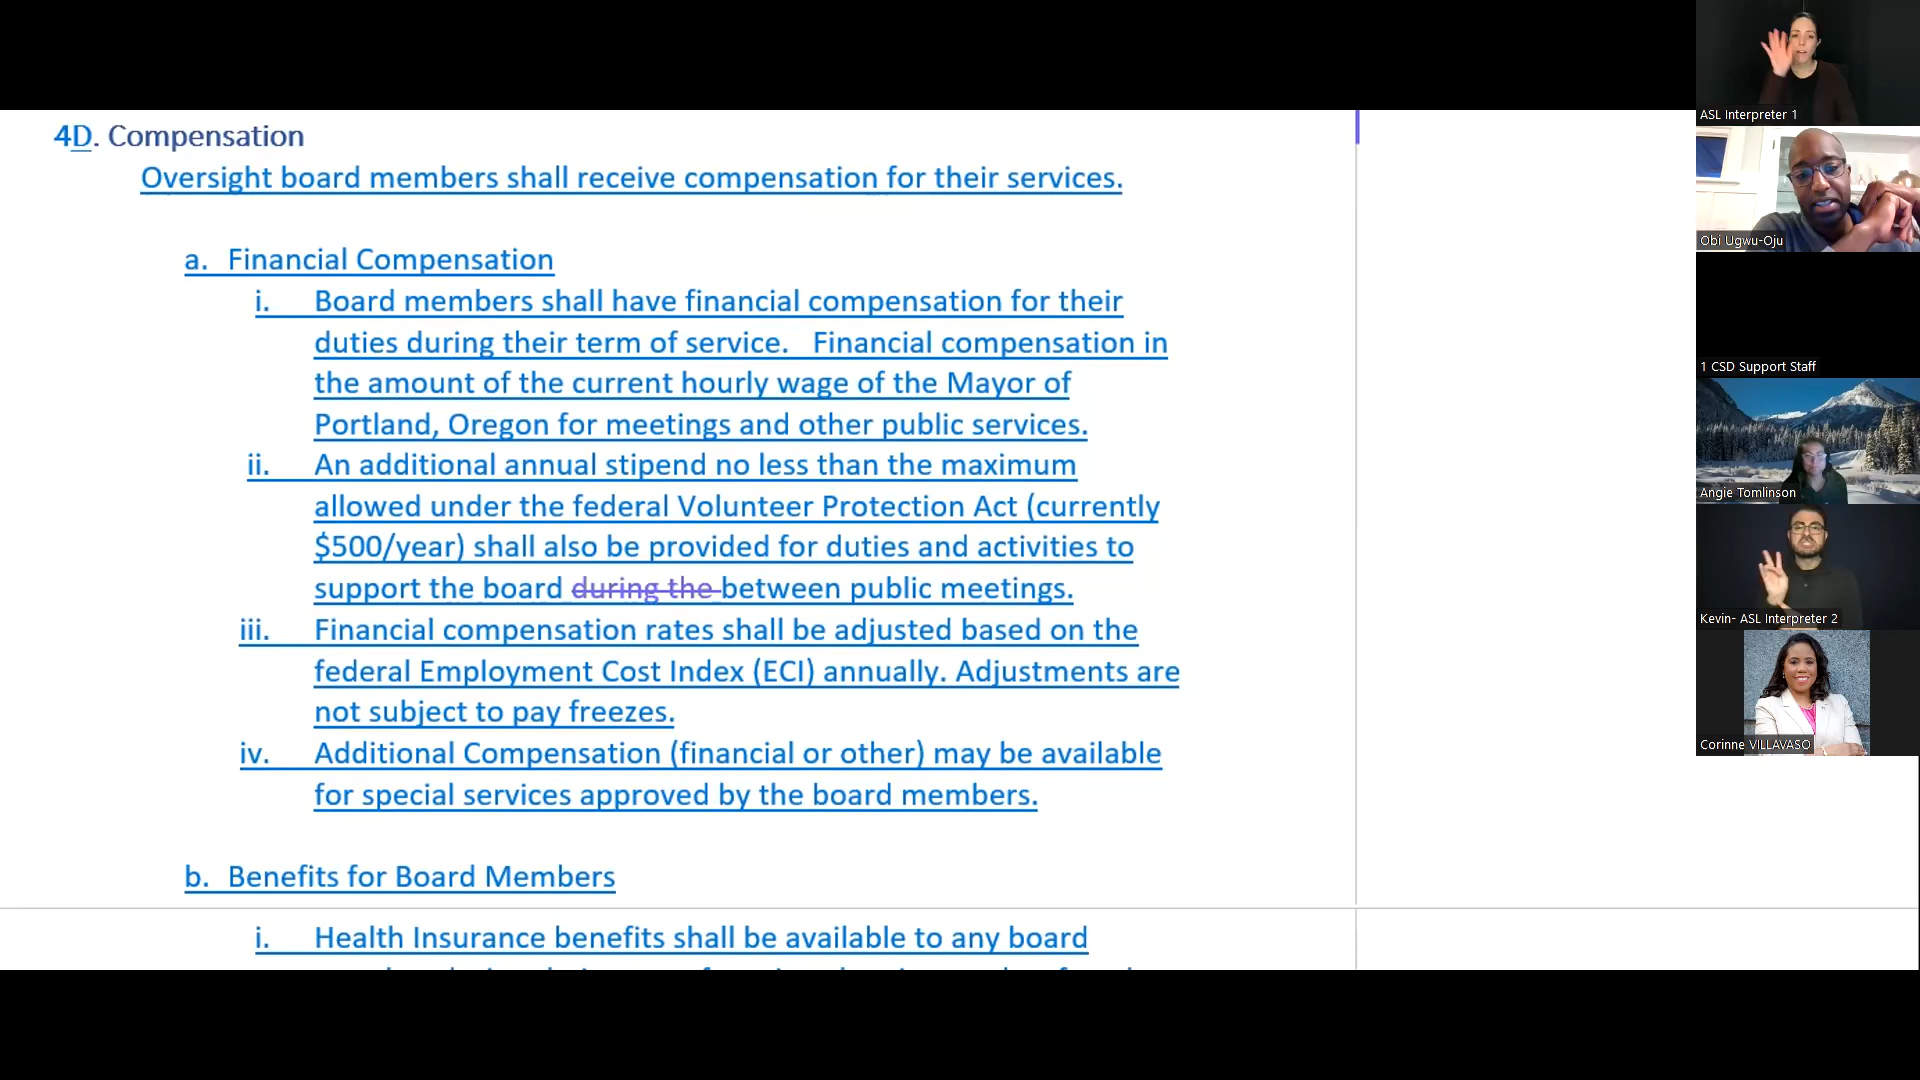 4D. Compensation
Oversight board members shall receive compensation for their services.
a. Financial Compensation
i. Board members shall have financial compensation for their
duties during their term of service. Financial compensation in
the amount of the current hourly wage of the Mayor of
Portland, Oregon for meetings and other public services.
ii. An additional annual stipend no less than the maximum
allowed under the federal Volunteer Protection Act (currently
$500/year) shall also be provided for duties and activities to
support the board during the between public meetings.
iii. Financial compensation rates shall be adjusted based on the
federal Employment Cost Index (ECI) annually. Adjustments are
not subject to pay freezes.
iv. Additional Compensation (financial or other) may be available
for special services approved by the board members.
b. Benefits for Board Members
i. Health Insurance benefits shall be available to any board
ASL Interpreter 1
Obi Ugwu-Oju
1 CSD Support Staff
Angie Tomlinson
Kevin- ASL Interpreter 2
Corinne VILLAVASO